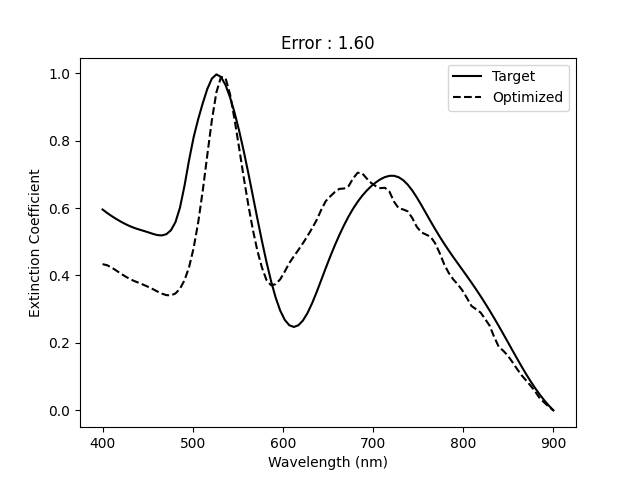 Error : 1.60
Target
Optimized
1.0
0.8
0.6
0.4
0.2
0.0
Extinction Coefficient
400 500 600 700 800 900
Wavelength (nm)